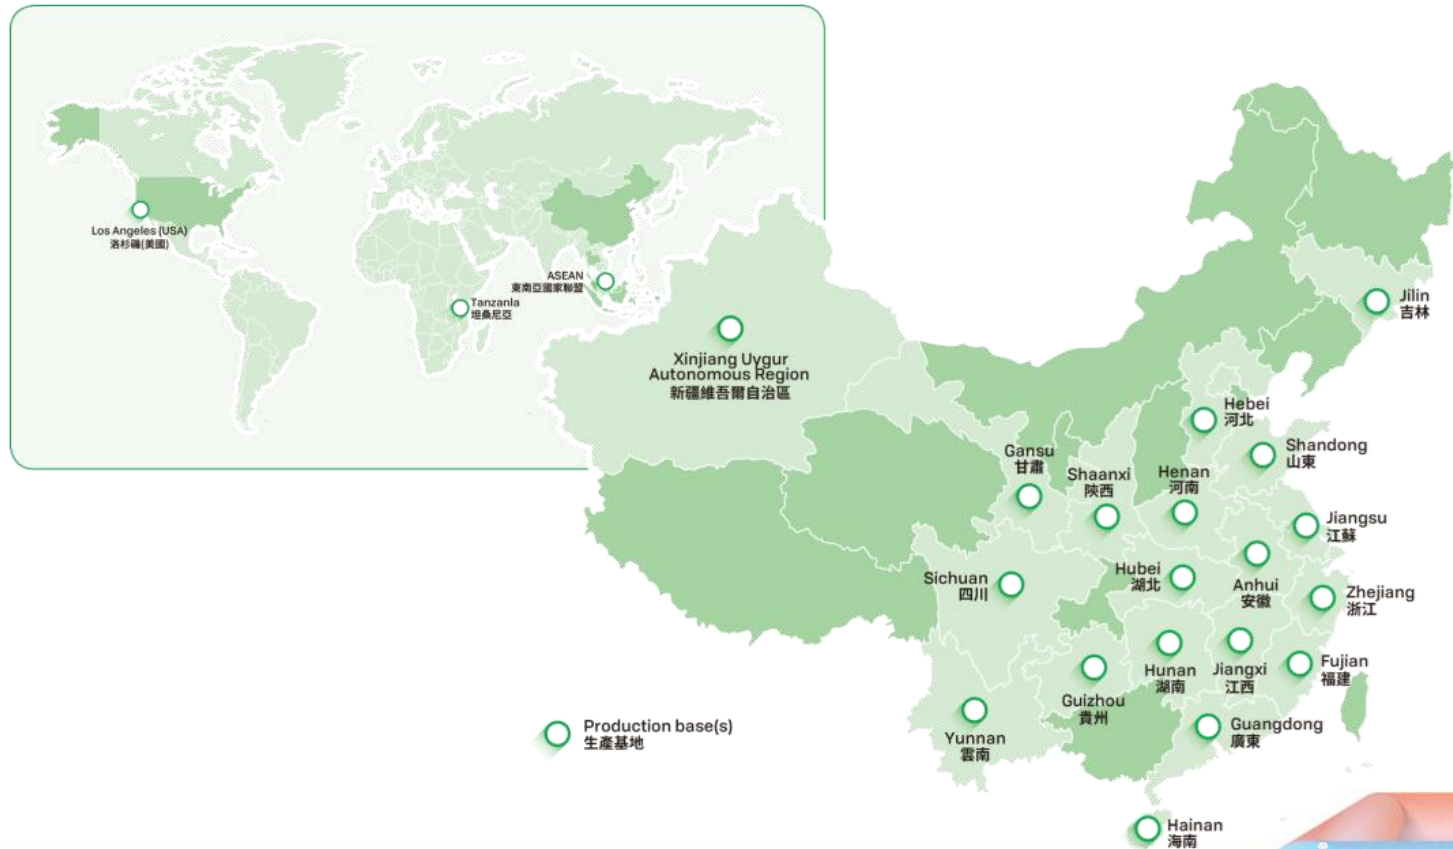 Los Angeles (USA)
洛杉磯(美國)
ASEAN
東南亞國家聯盟
Tanzanla
坦桑尼亞
Xinjiang Uygur
Autonomous Region
新疆維吾爾自治區
Jilin
吉林
Hebei
河北
Shandong
山東
Gansu
甘肅
Shaanxi
陝西
Henan
河南
Jiangsu
江蘇
Sichuan
四川
Hubei
湖北
Anhui
安徽
Zhejiang
浙江
Hunan
湖南
Jiangxi
江西
Fujian
福建
Guizhou
貴州
Yunnan
雲南
Guangdong
廣東
Production base(s)
生產基地
Hainan
海南